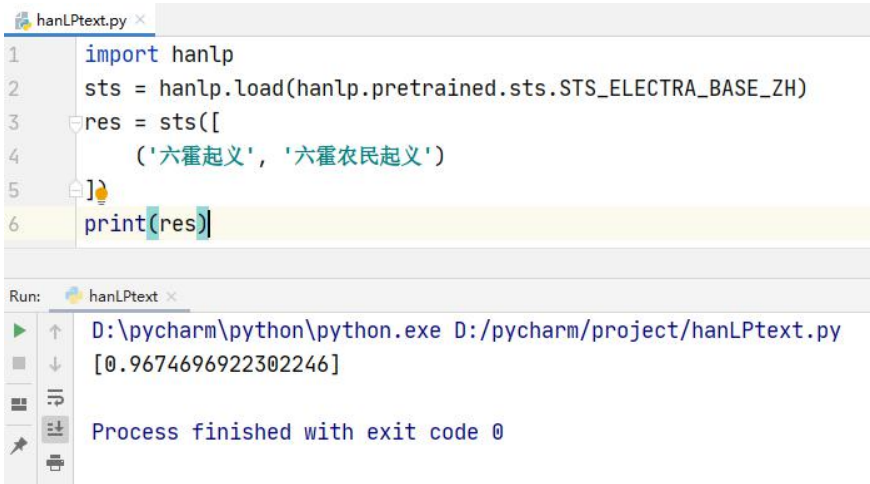 hanLPtext.py
1 import hanlp
2 sts = hanlp.load(hanlp.pretrained.sts.STS_ELECTRA_BASE_ZH)
3 res = sts([
4 ('六霍起义', '六霍农民起义')
5 ])
6 print(res)
Run: hanLPtext
D:\pycharm\python\python.exe D:/pycharm/project/hanLPtext.py
[0.9674696922302246]
Process finished with exit code 0